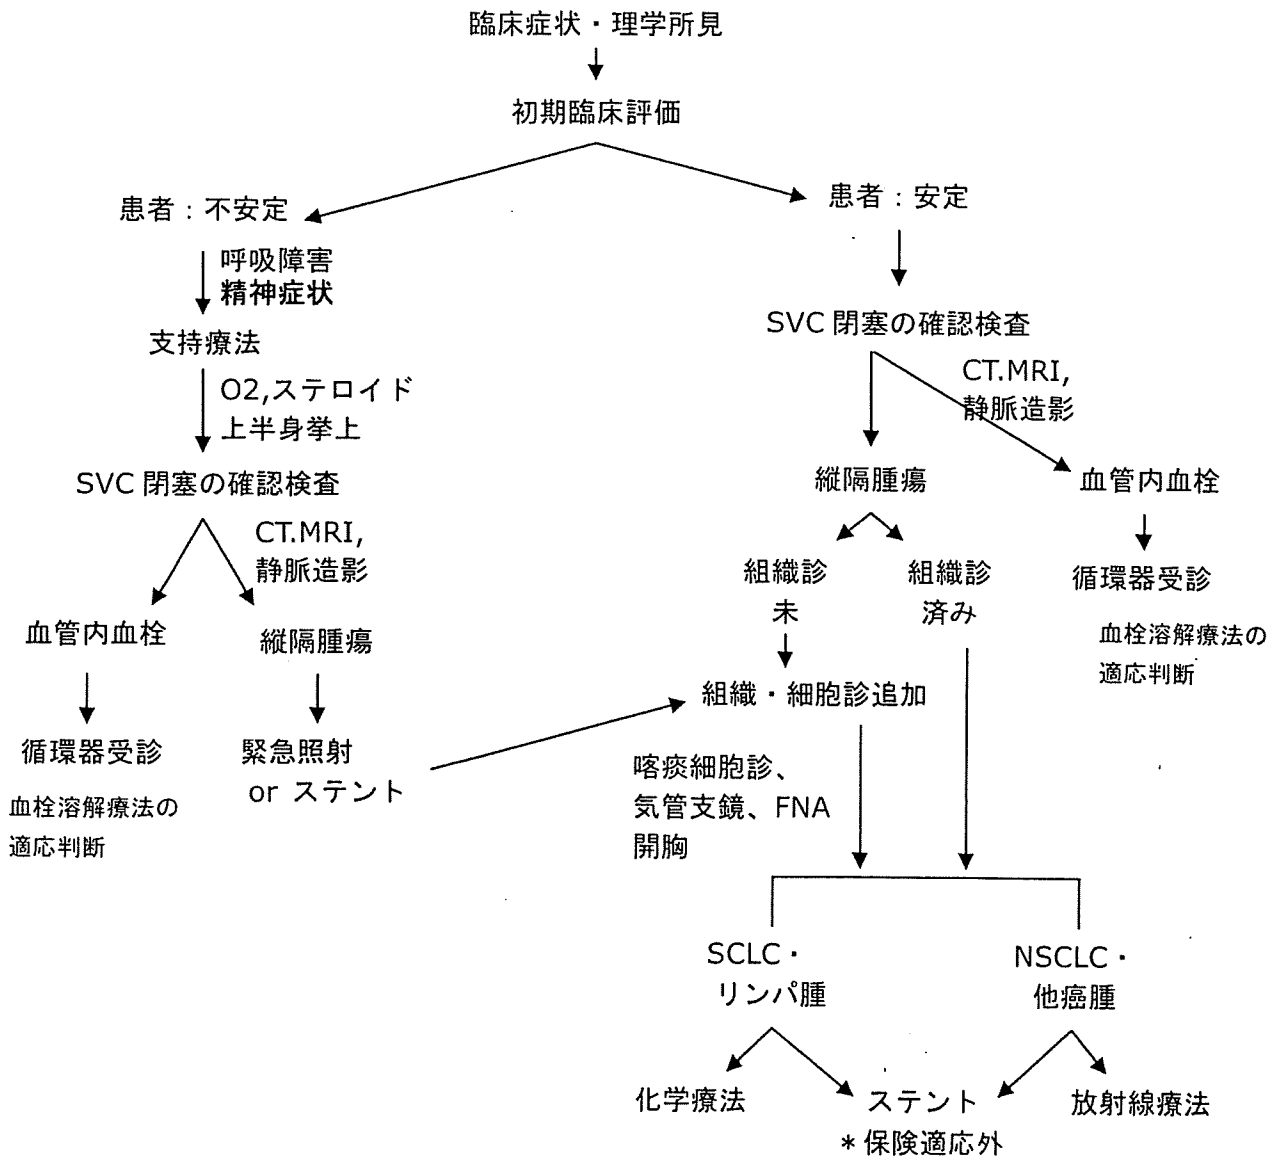 臨床症状・理学所見
初期臨床評価
患者：不安定
呼吸障害
精神症状
支持療法
O2,ステロイド
上半身挙上
SVC 閉塞の確認検査
CT.MRI,
静脈造影
血管内血栓
縦隔腫瘍
循環器受診
血栓溶解療法の
適応判断
緊急照射
or ステント
患者：安定
SVC 閉塞の確認検査
CT.MRI,
静脈造影
縦隔腫瘍
血管内血栓
循環器受診
血栓溶解療法の
適応判断
組織診
未
組織診
済み
組織・細胞診追加
喀痰細胞診、
気管支鏡、FNA
開胸
SCLC・
リンパ腫
NSCLC・
他癌腫
化学療法
ステント
＊保険適応外
放射線療法